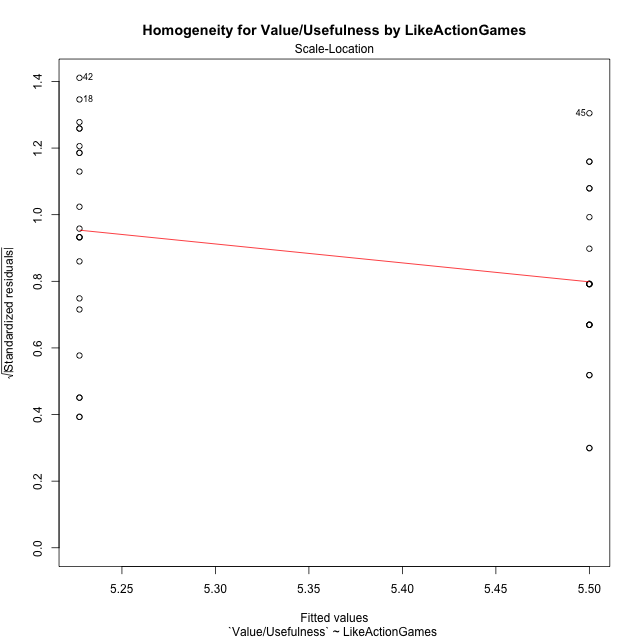 Homogeneity for Value/Usefulness by LikeActionGames
Scale-Location
42
18
45
1.4
1.2
1.0
0.8
0.6
0.4
0.2
0.0
√|Standardized residuals|
5.25 5.30 5.35 5.40 5.45 5.50
Fitted values
`Value/Usefulness` ~ LikeActionGames